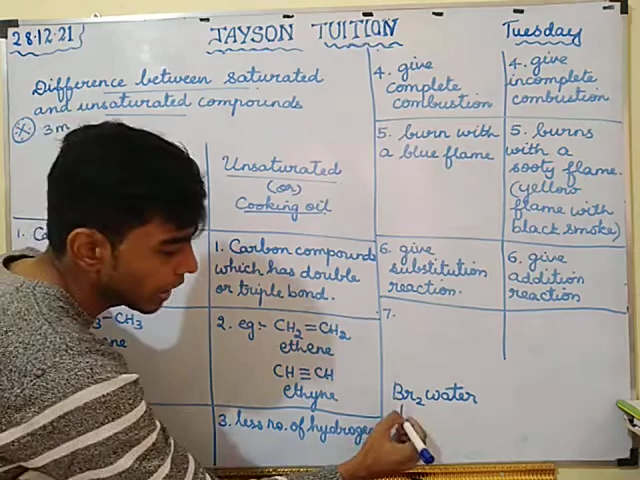 28.12.21
JAYSON TUITION
Tuesday
Difference between saturated
and unsaturated compounds
3m
Unsaturated
(or)
Cooking oil
1. Carbon compounds
which has double
or triple bond.
-CH3
ene
2. eg:- CH2=CH2
ethene
CH≡CH
ethyne
3. less no. of hydrogen
4. give
complete
combustion
4. give
incomplete
combustion
5. burn with
a blue flame
5. burns
with a
sooty flame.
(yellow
flame with
black smoke)
6. give
substitution
reaction.
6. give
addition
reaction
7.
Br2 water